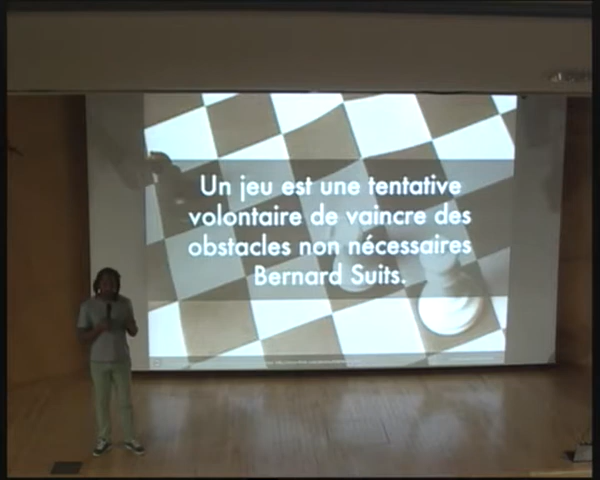 Un jeu est une tentative
volontaire de vaincre des
obstacles non nécessaires
Bernard Suits.